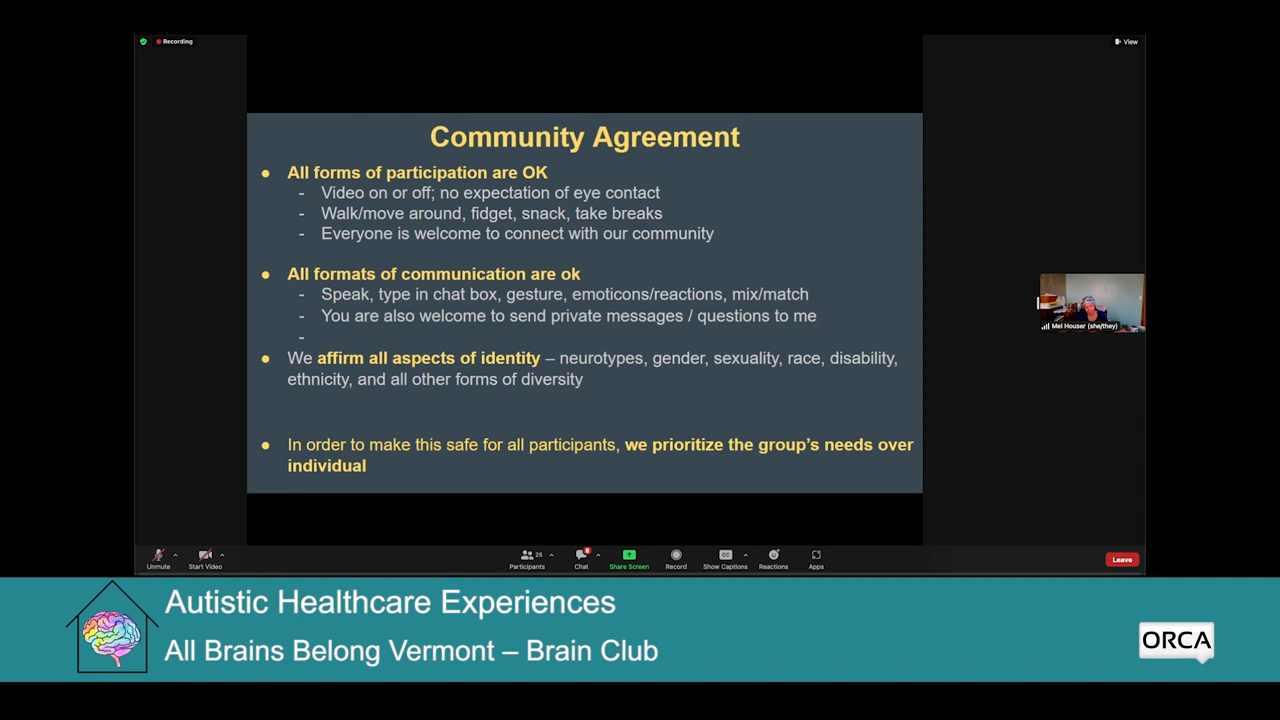 Recording
View
Community Agreement
● All forms of participation are OK
- Video on or off; no expectation of eye contact
- Walk/move around, fidget, snack, take breaks
- Everyone is welcome to connect with our community
● All formats of communication are ok
- Speak, type in chat box, gesture, emoticons/reactions, mix/match
- You are also welcome to send private messages / questions to me
-
● We affirm all aspects of identity – neurotypes, gender, sexuality, race, disability,
ethnicity, and all other forms of diversity
● In order to make this safe for all participants, we prioritize the group's needs over
individual
Mel Houser (she/they)
Unmute
Start Video
Participants 25
Chat 8
Share Screen
Record
CC Show Captions
Reactions
Apps
Leave
Autistic Healthcare Experiences
All Brains Belong Vermont – Brain Club
ORCA